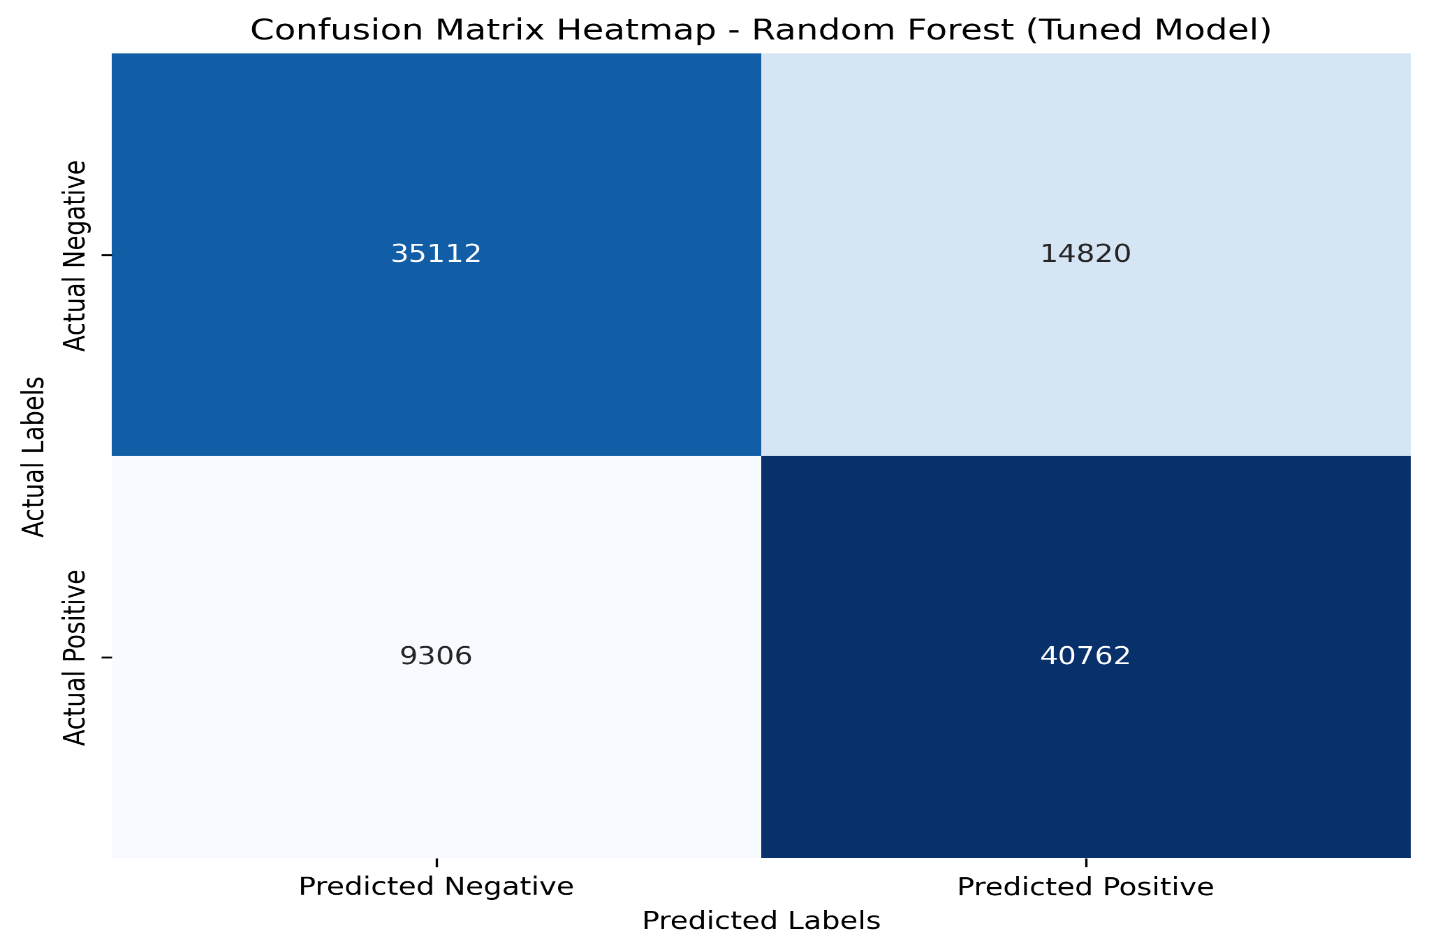 Confusion Matrix Heatmap - Random Forest (Tuned Model)
Actual Labels
Actual Negative
35112
14820
Actual Positive
9306
40762
Predicted Negative
Predicted Positive
Predicted Labels